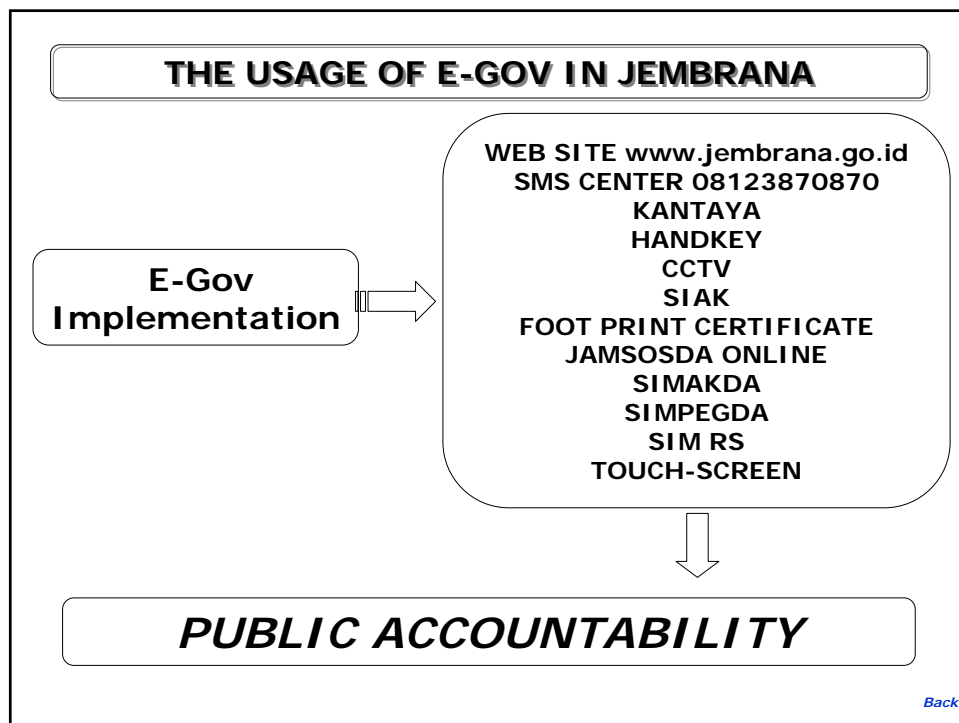 THE USAGE OF E-GOV IN JEMBRANA
E-Gov
Implementation
WEB SITE www.jembrana.go.id
SMS CENTER 08123870870
KANTAYA
HANDKEY
CCTV
SIAK
FOOT PRINT CERTIFICATE
JAMSOSDA ONLINE
SIMAKDA
SIMPEGDA
SIM RS
TOUCH-SCREEN
PUBLIC ACCOUNTABILITY
Back